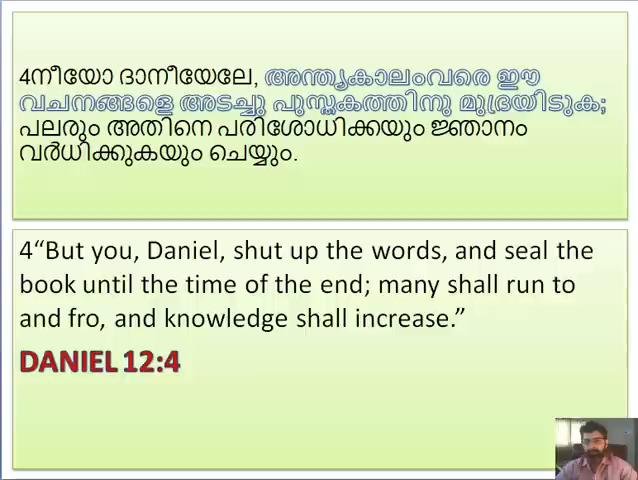 4നീയോ ദാനീയേലേ, അന്ത്യകാലംവരെ ഈ
വചനങ്ങളെ അടച്ചു പുസ്തകത്തിനു മുദ്രയിടുക;
പലരും അതിനെ പരിശോധിക്കയും ജ്ഞാനം
വർധിക്കുകയും ചെയ്യും.
4“But you, Daniel, shut up the words, and seal the
book until the time of the end; many shall run to
and fro, and knowledge shall increase.”
DANIEL 12:4